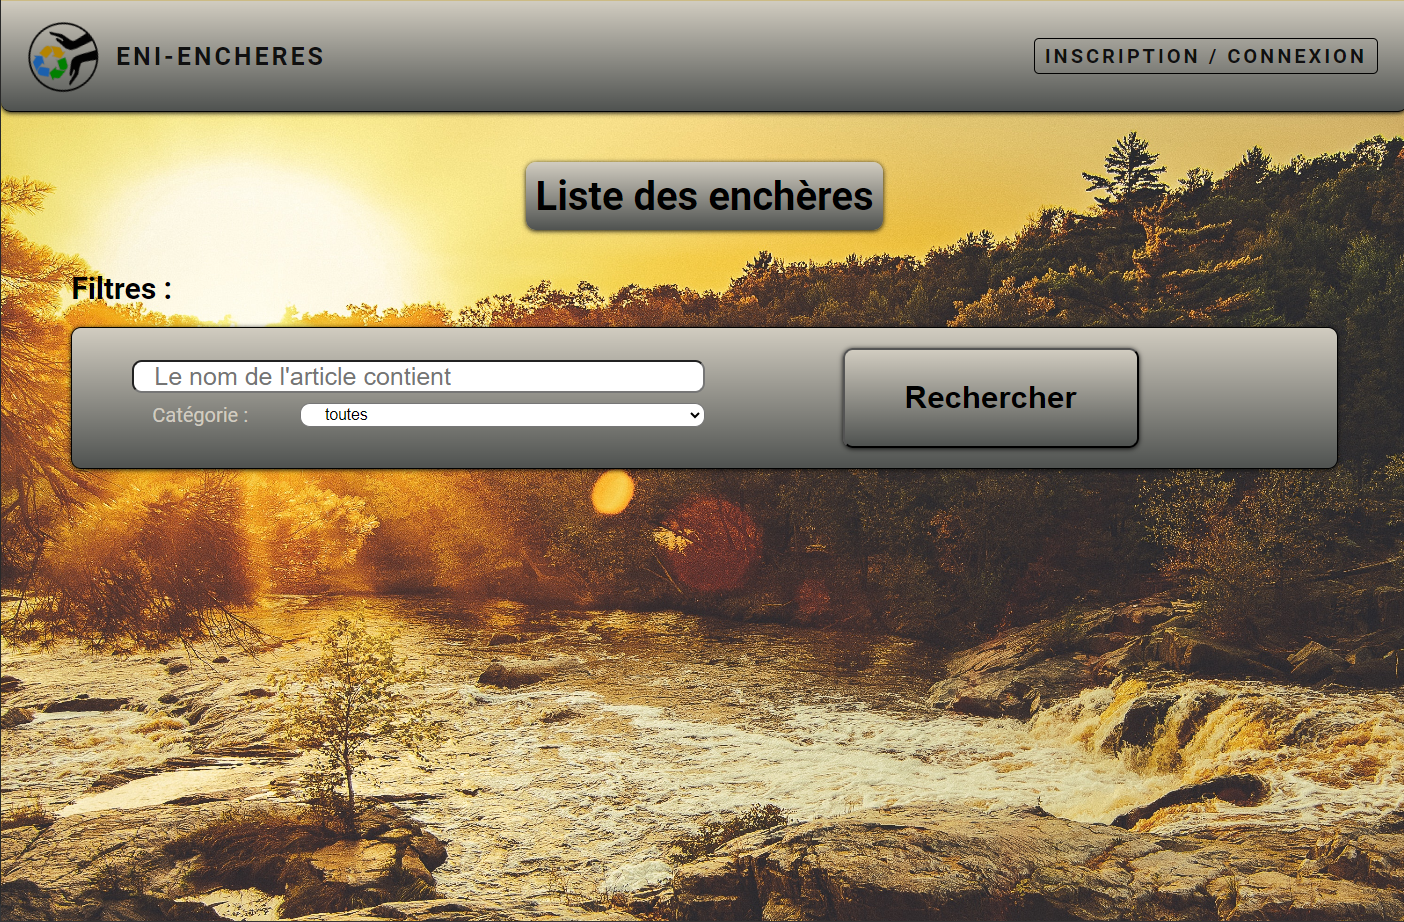 ENI-ENCHERES
INSCRIPTION / CONNEXION
Liste des enchères
Filtres :
Le nom de l'article contient
Catégorie :
toutes
Rechercher